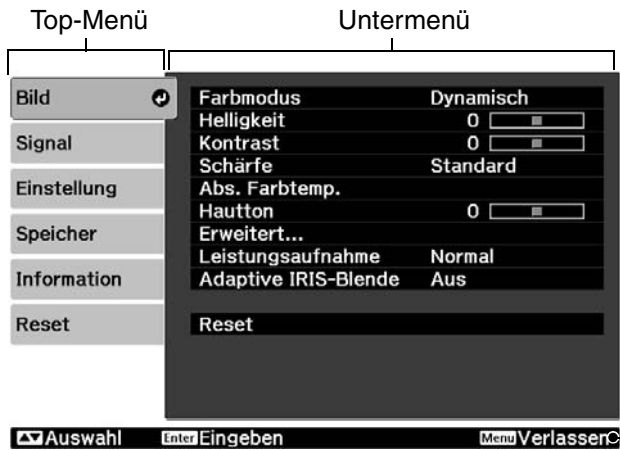 Top-Menü Untermenü
Bild Farbmodus Dynamisch
Helligkeit 0
Signal Kontrast 0
Schärfe Standard
Einstellung Abs. Farbtemp.
Hautton 0
Speicher Erweitert...
Leistungsaufnahme Normal
Information Adaptive IRIS-Blende Aus
Reset Reset
Auswahl Enter Eingeben Menu Verlassen